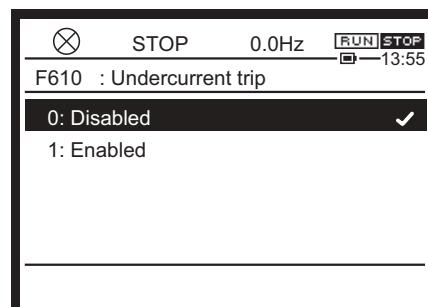 STOP 0.0Hz RUN STOP
13:55
F610 : Undercurrent trip
0: Disabled
1: Enabled